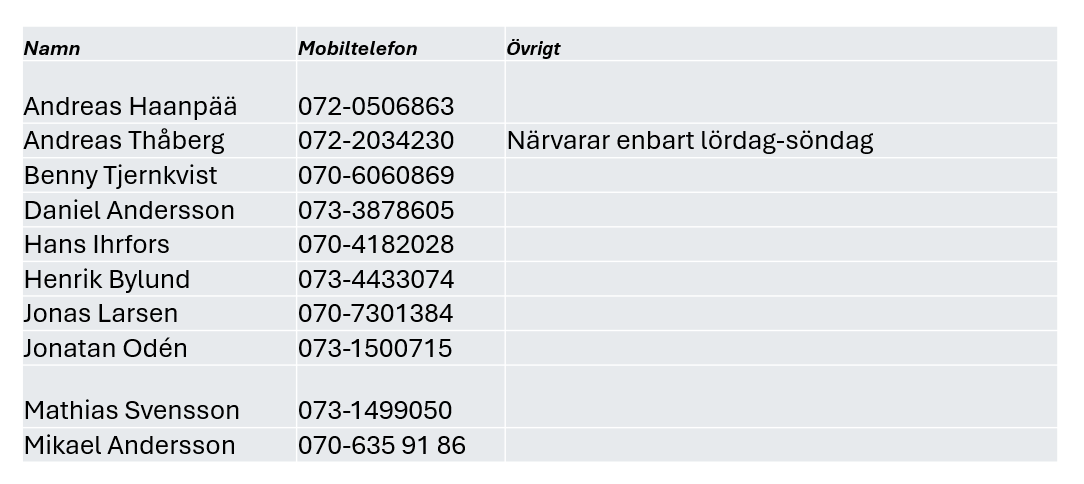 Namn Mobiltelefon Övrigt
Andreas Haanpää 072-0506863
Andreas Thåberg 072-2034230 Närvarar enbart lördag-söndag
Benny Tjernkvist 070-6060869
Daniel Andersson 073-3878605
Hans Ihrfors 070-4182028
Henrik Bylund 073-4433074
Jonas Larsen 070-7301384
Jonatan Odén 073-1500715
Mathias Svensson 073-1499050
Mikael Andersson 070-635 91 86